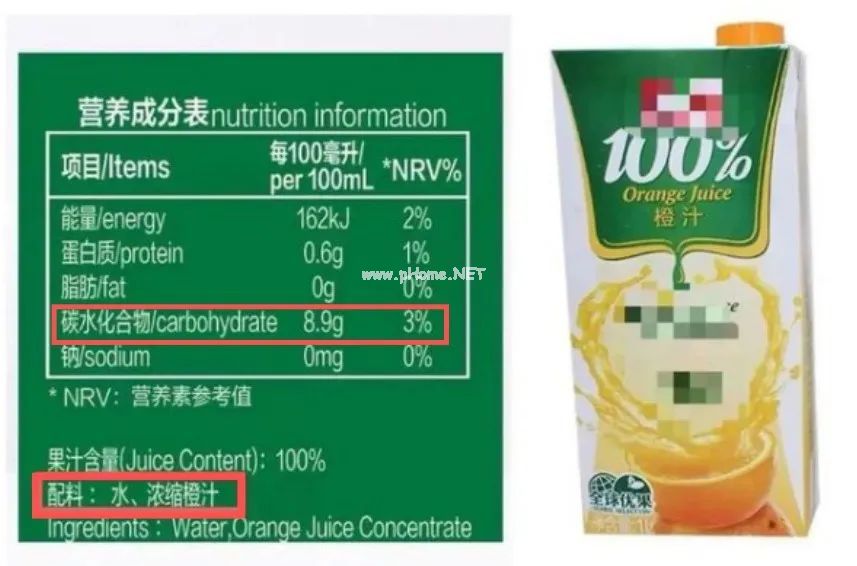 营养成分表nutrition information
项目/Items 每100毫升/ per 100mL *NRV%
能量/energy 162kJ 2%
蛋白质/protein 0.6g 1%
脂肪/fat 0g 0%
碳水化合物/carbohydrate 8.9g 3%
钠/sodium 0mg 0%
* NRV：营养素参考值
果汁含量(Juice Content)：100%
配料： 水、浓缩橙汁
Ingredients：Water,Orange Juice Concentrate
www.pHome.NET
100%
Orange Juice
橙汁
全球优果